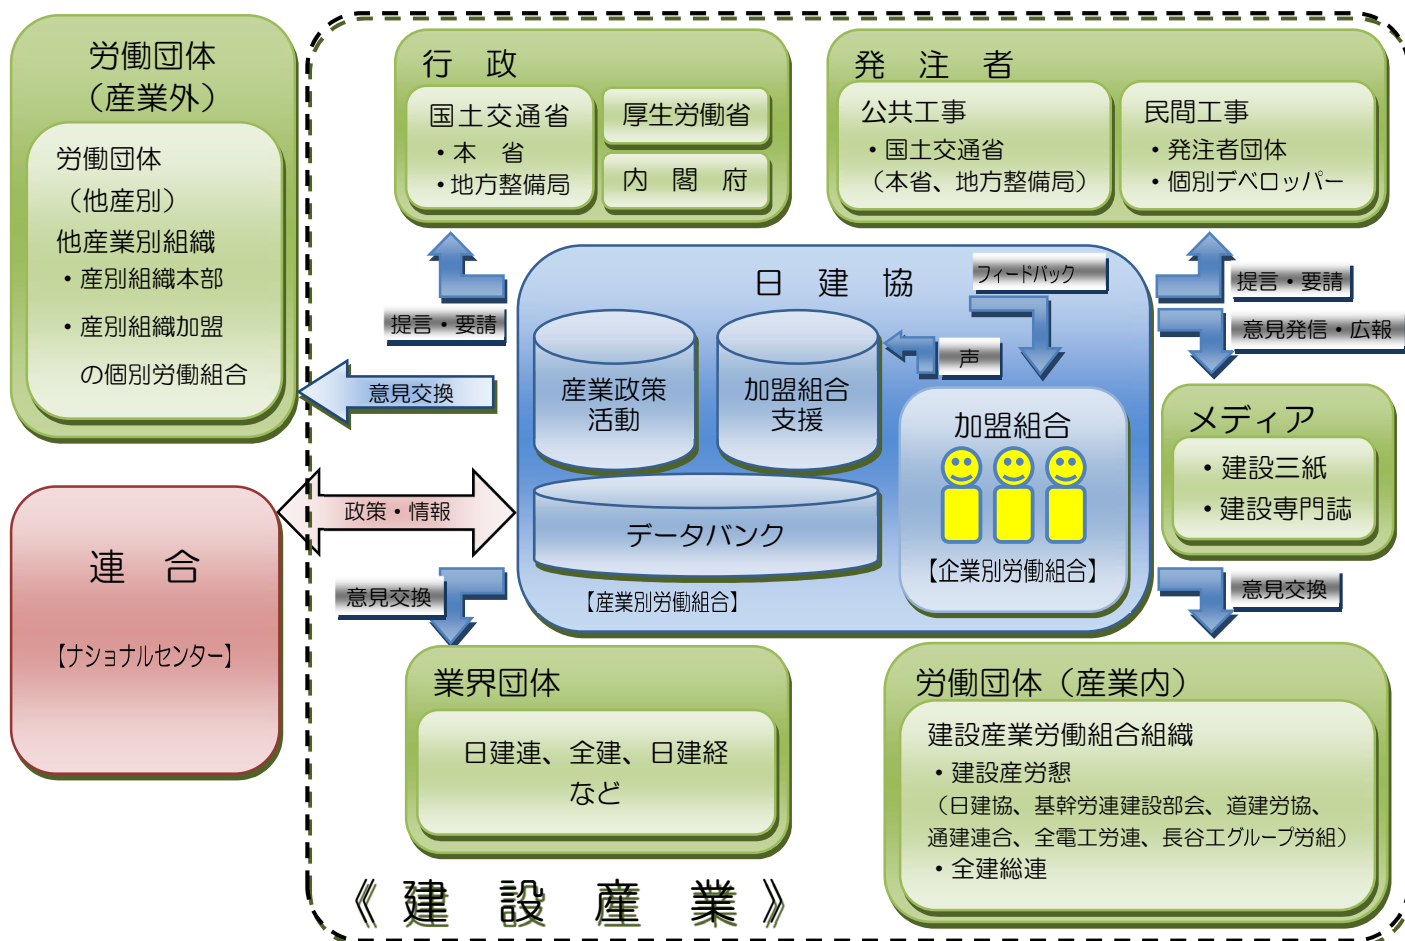 労働団体
（産業外）
労働団体
（他産別）
他産業別組織
・産別組織本部
・産別組織加盟
の個別労働組合
行　政
国土交通省
・本　省
・地方整備局
厚生労働省
内　閣　府
発　注　者
公共工事
・国土交通省
（本省、地方整備局）
民間工事
・発注者団体
・個別デベロッパー
提言・要請
意見交換
政策・情報
意見交換
日　建　協
フィードバック
声
産業政策
活動
加盟組合
支援
データバンク
【産業別労働組合】
加盟組合
【企業別労働組合】
提言・要請
意見発信・広報
メディア
・建設三紙
・建設専門誌
意見交換
連　合
【ナショナルセンター】
業界団体
日建連、全建、日建経
など
労働団体（産業内）
建設産業労働組合組織
・建設産労懇
（日建協、基幹労連建設部会、道建労協、
通建連合、全電工労連、長谷工グループ労組）
・全建総連
《 建　設　産　業 》